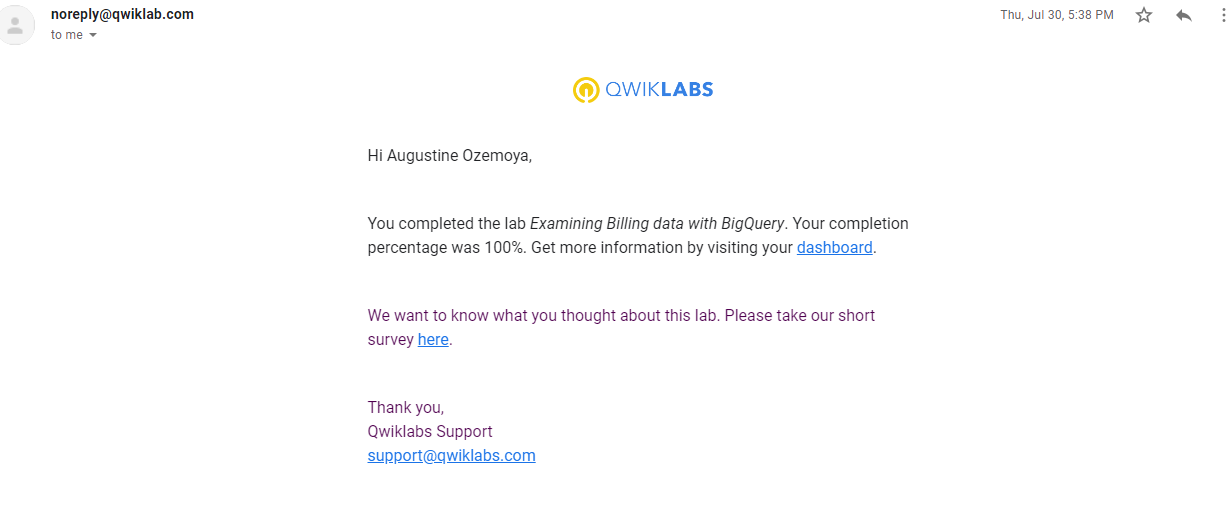 noreply@qwiklab.com
Thu, Jul 30, 5:38 PM
to me
QWIKLABS
Hi Augustine Ozemoya,
You completed the lab Examining Billing data with BigQuery. Your completion
percentage was 100%. Get more information by visiting your dashboard.
We want to know what you thought about this lab. Please take our short
survey here.
Thank you,
Qwiklabs Support
support@qwiklabs.com